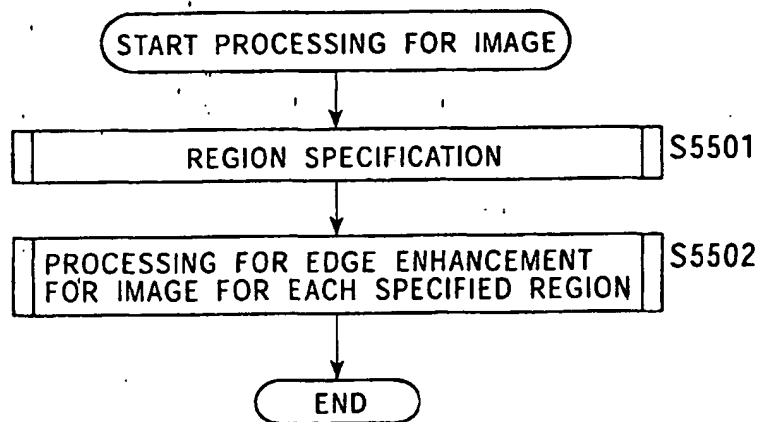 START PROCESSING FOR IMAGE
REGION SPECIFICATION
S5501
PROCESSING FOR EDGE ENHANCEMENT
FOR IMAGE FOR EACH SPECIFIED REGION
S5502
END